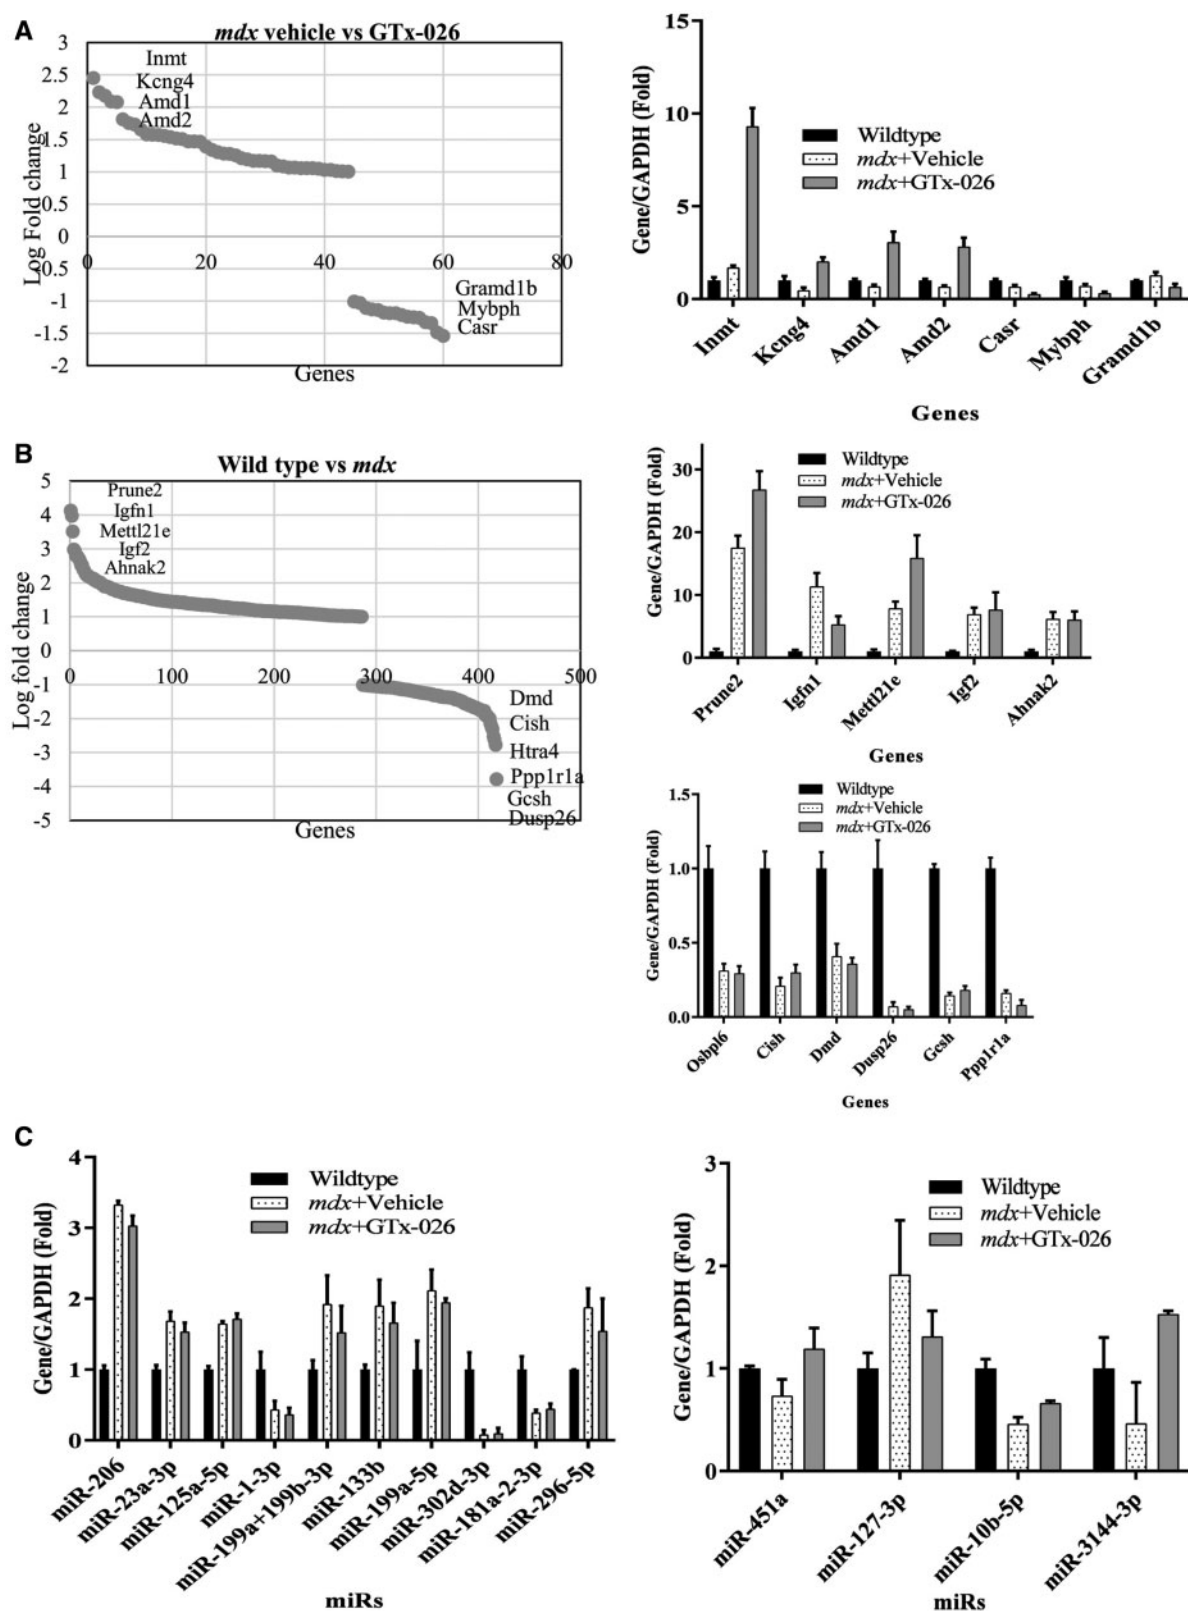 A
mdx vehicle vs GTx-026
3
2.5
2
1.5
1
0.5
0
-0.5
-1
-1.5
-2
0
20
40
60
80
Inmt
Kcng4
Amd1
Amd2
Gramd1b
Mybph
Casr
Log Fold change
Genes
15
10
5
0
Gene/GAPDH (Fold)
Wildtype
mdx+Vehicle
mdx+GTx-026
Inmt
Kcng4
Amd1
Amd2
Casr
Mybph
Gramd1b
Genes
B
Wild type vs mdx
5
4
3
2
1
0
-1
-2
-3
-4
-5
0
100
200
300
400
500
Prune2
Igfn1
Mettl21e
Igf2
Ahnak2
Dmd
Cish
Htra4
Ppp1r1a
Gcsh
Dusp26
Log fold change
Genes
30
20
10
0
Gene/GAPDH (Fold)
Wildtype
mdx+Vehicle
mdx+GTx-026
Prune2
Igfn1
Mettl21e
Igf2
Ahnak2
Genes
1.5
1.0
0.5
0.0
Gene/GAPDH (Fold)
Wildtype
mdx+Vehicle
mdx+GTx-026
Osbpl6
Cish
Dmd
Dusp26
Gcsh
Ppp1r1a
Genes
C
4
3
2
1
0
Gene/GAPDH (Fold)
Wildtype
mdx+Vehicle
mdx+GTx-026
miR-206
miR-23a-3p
miR-125a-5p
miR-1-3p
miR-199a+199b-3p
miR-133b
miR-199a-5p
miR-302d-3p
miR-181a-2-3p
miR-296-5p
miRs
3
2
1
0
Gene/GAPDH (Fold)
Wildtype
mdx+Vehicle
mdx+GTx-026
miR-451a
miR-127-3p
miR-10b-5p
miR-3144-3p
miRs